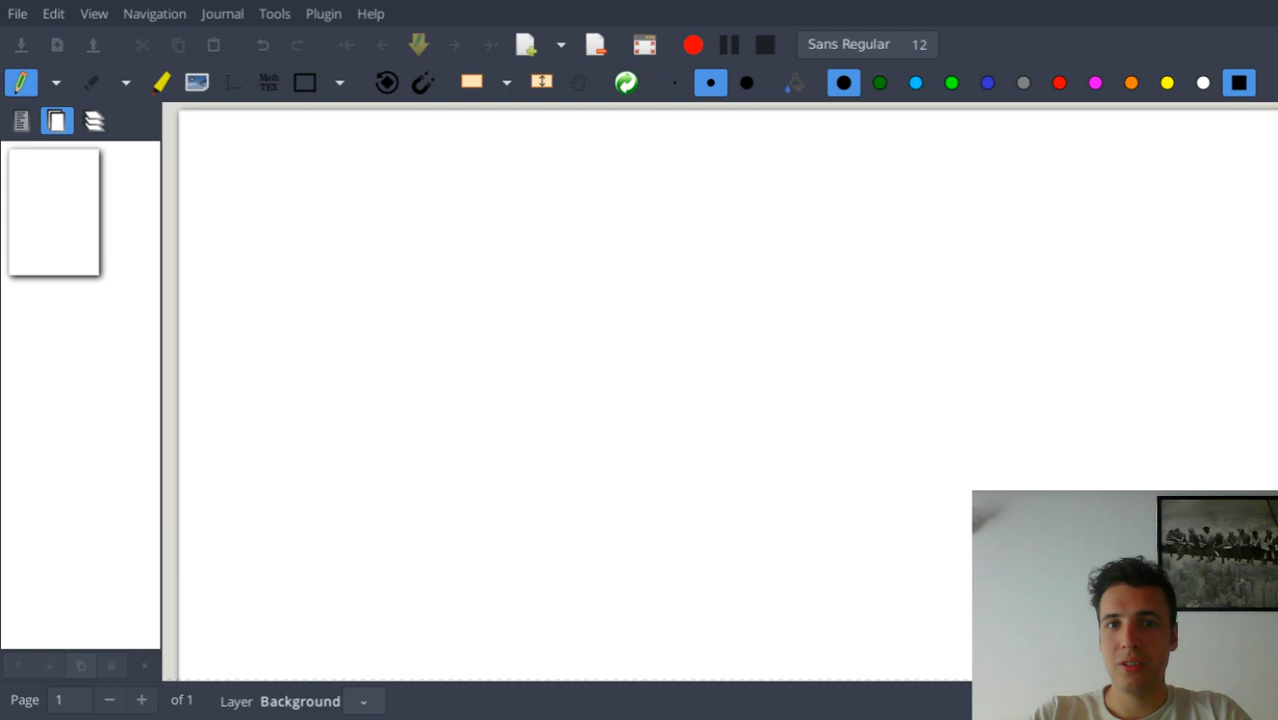 File Edit View Navigation Journal Tools Plugin Help
Sans Regular 12
Math TEX
Page 1 of 1 Layer Background